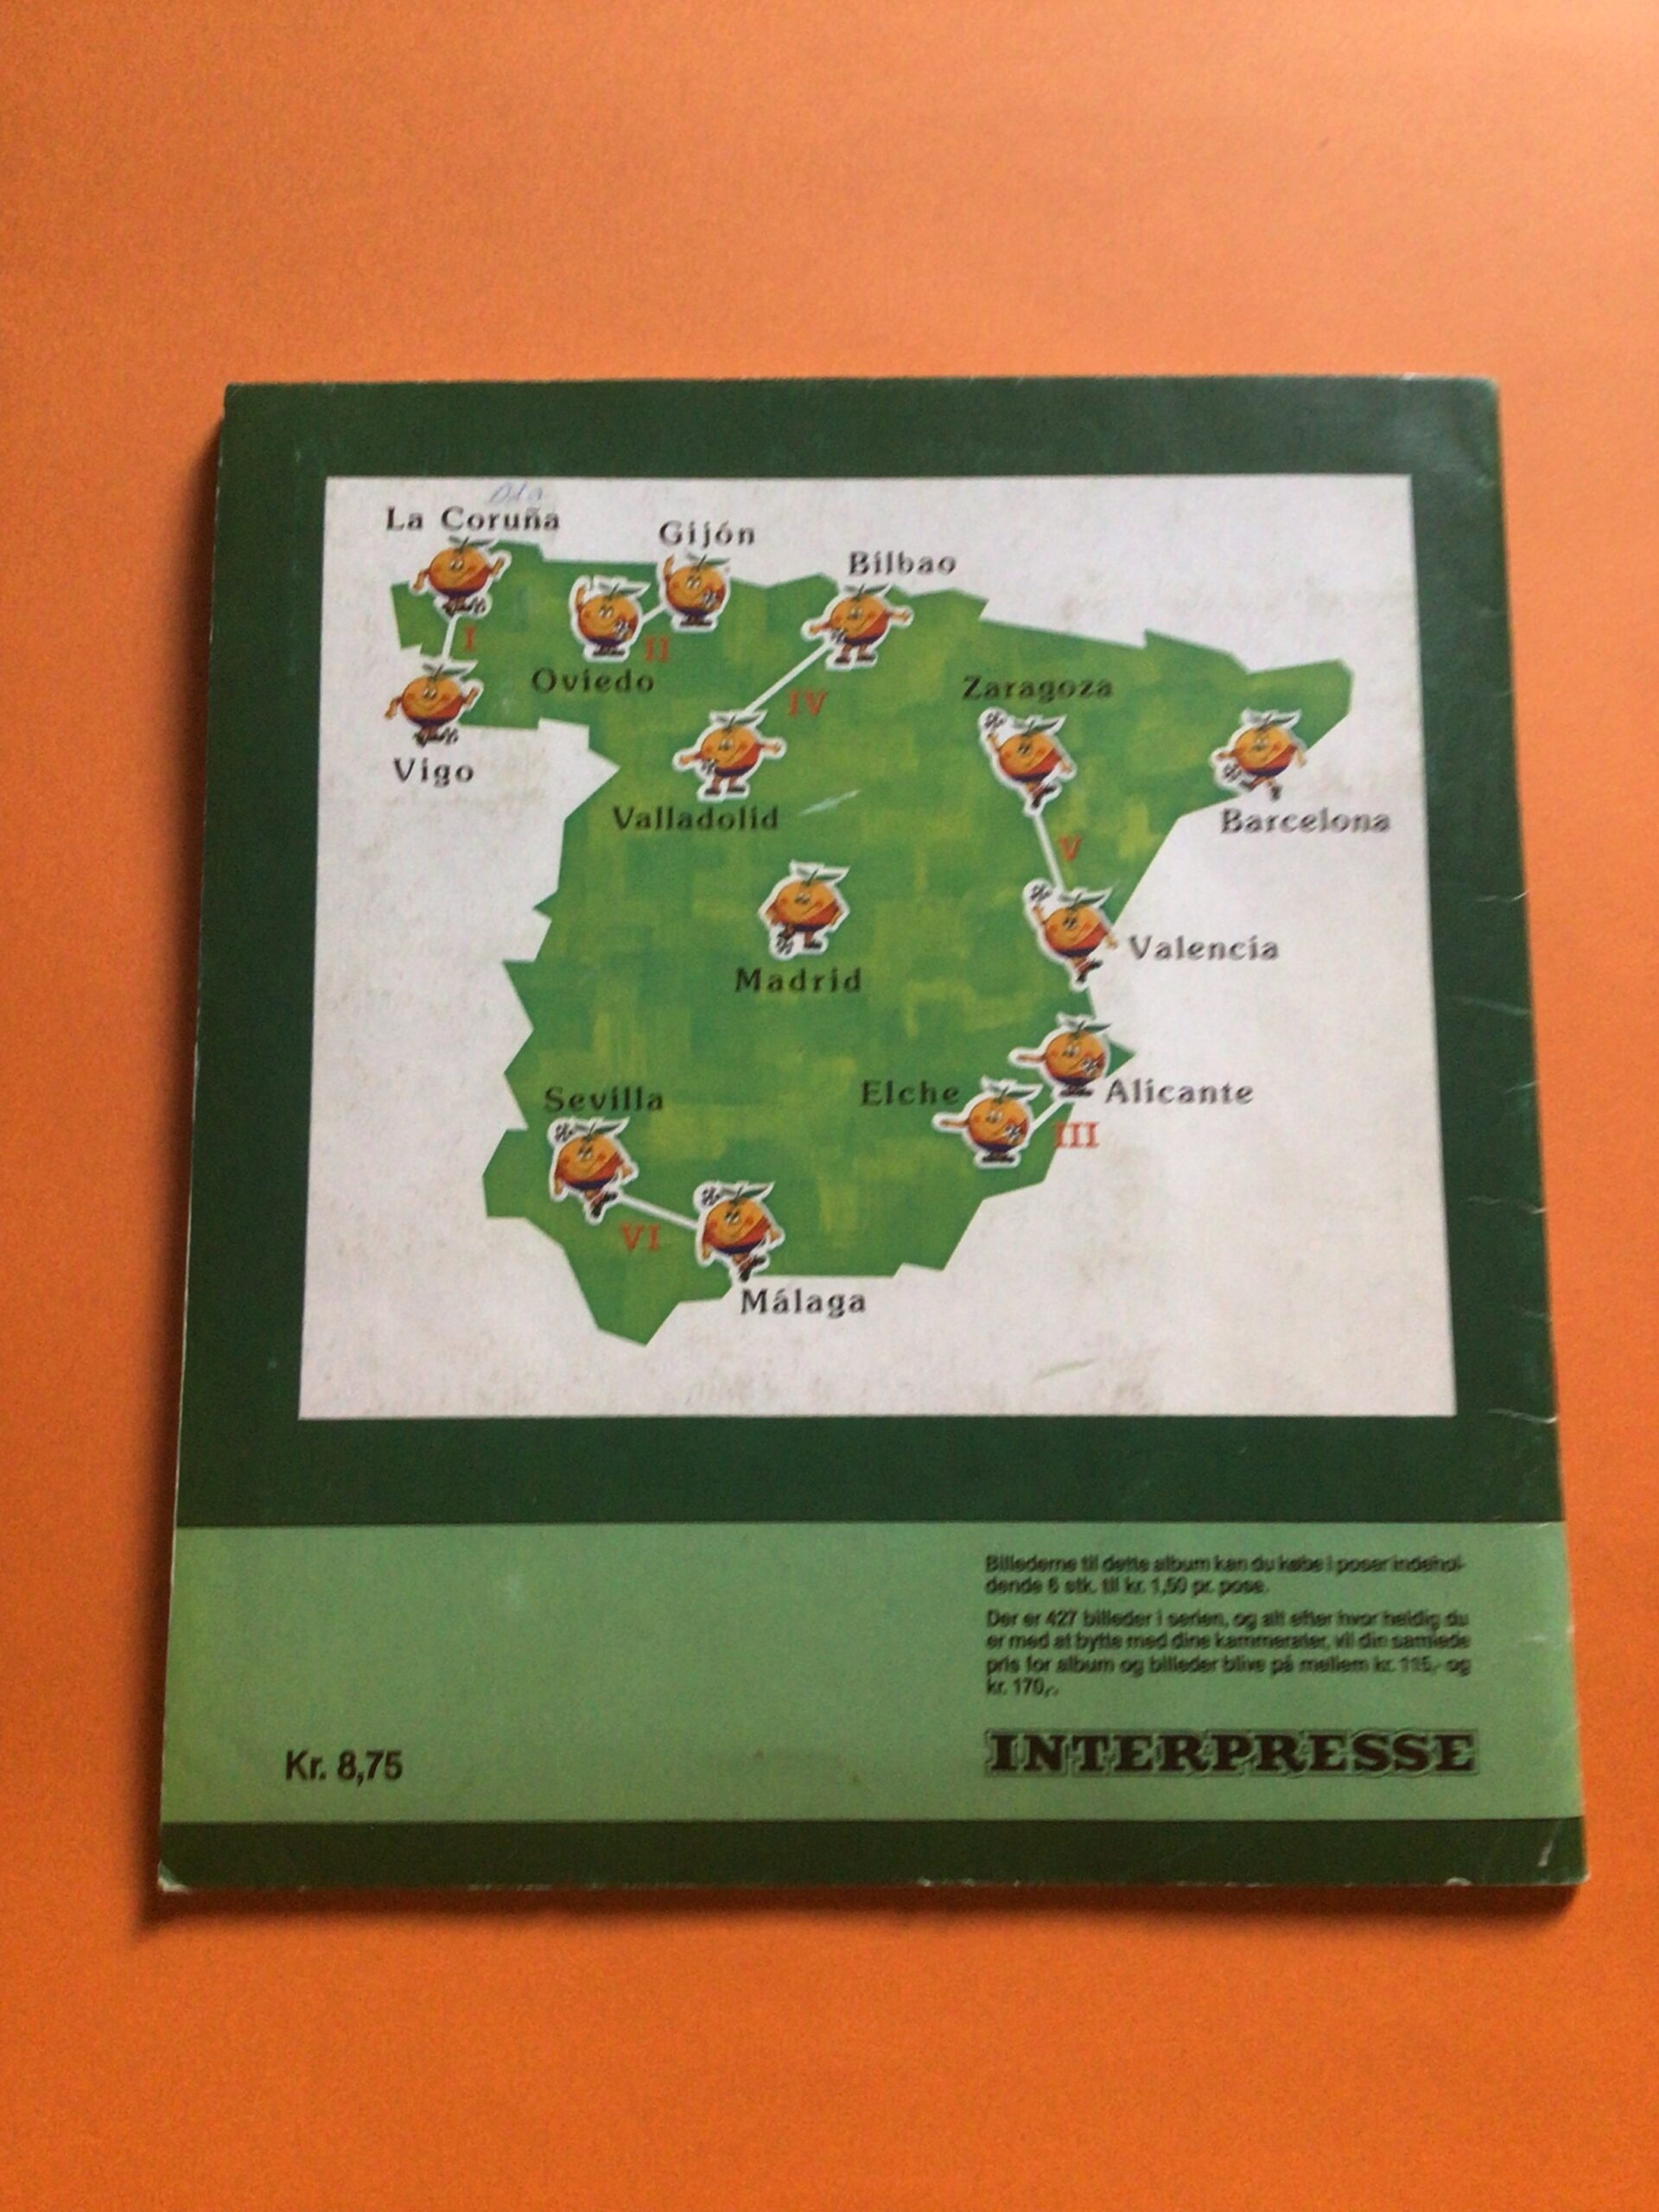 La Coruña
Gijón
Bilbao
I
II
Oviedo
IV
Zaragoza
Vigo
Valladolid
Barcelona
V
Valencia
Madrid
Elche
Alicante
Sevilla
III
VI
Málaga
Billederne til dette album kan du købe i poser indehol-
dende 6 stk. til kr. 1,50 pr. pose.
Der er 427 billeder i serien, og alt efter hvor heldig du
er med at bytte med dine kammerater, vil din samlede
pris for album og billeder blive på mellem kr. 115,- og
kr. 170,-.
Kr. 8,75
INTERPRESSE